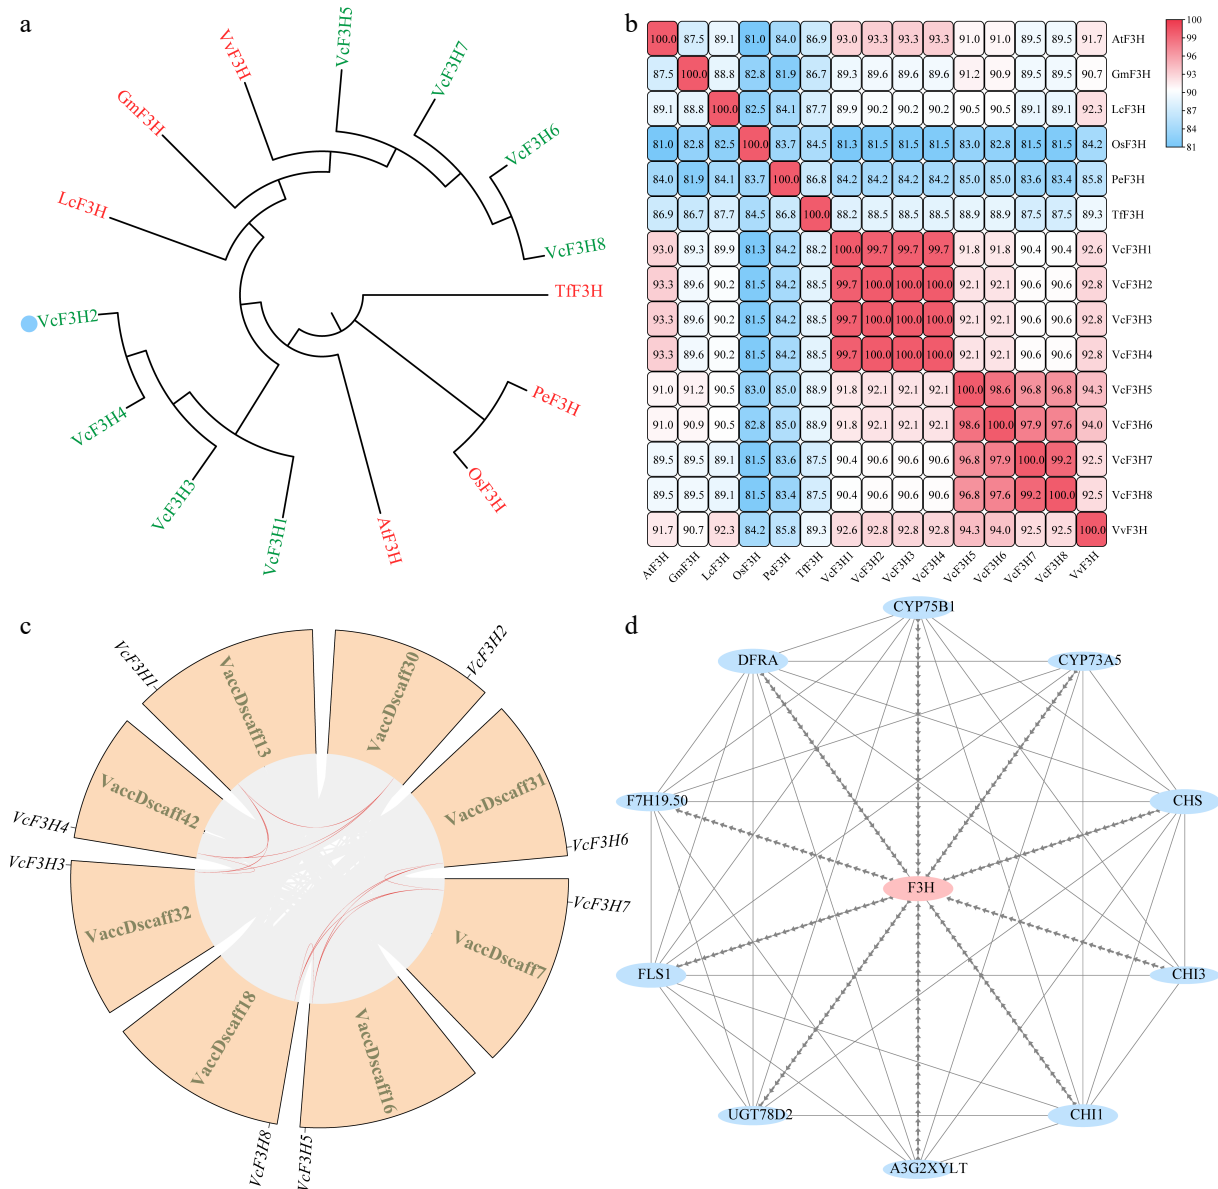 a
VvF3H
VcF3H5
VcF3H7
GmF3H
VcF3H6
LcF3H
VcF3H8
TfF3H
VcF3H2
PeF3H
VcF3H4
OsF3H
VcF3H3
VcF3H1
AtF3H
b
100.0 87.5 89.1 81.0 84.0 86.9 93.0 93.3 93.3 93.3 91.0 91.0 89.5 89.5 91.7 AtF3H
87.5 100.0 88.8 82.8 81.9 86.7 89.3 89.6 89.6 89.6 91.2 90.9 89.5 89.5 90.7 GmF3H
89.1 88.8 100.0 82.5 84.1 87.7 89.9 90.2 90.2 90.2 90.5 90.5 89.1 89.1 92.3 LcF3H
81.0 82.8 82.5 100.0 83.7 84.5 81.3 81.5 81.5 81.5 83.0 82.8 81.5 81.5 84.2 OsF3H
84.0 81.9 84.1 83.7 100.0 86.8 84.2 84.2 84.2 84.2 85.0 85.0 83.6 83.4 85.8 PeF3H
86.9 86.7 87.7 84.5 86.8 100.0 88.2 88.5 88.5 88.5 88.9 88.9 87.5 87.5 89.3 TfF3H
93.0 89.3 89.9 81.3 84.2 88.2 100.0 99.7 99.7 99.7 91.8 91.8 90.4 90.4 92.6 VcF3H1
93.3 89.6 90.2 81.5 84.2 88.5 99.7 100.0 100.0 100.0 92.1 92.1 90.6 90.6 92.8 VcF3H2
93.3 89.6 90.2 81.5 84.2 88.5 99.7 100.0 100.0 100.0 92.1 92.1 90.6 90.6 92.8 VcF3H3
93.3 89.6 90.2 81.5 84.2 88.5 99.7 100.0 100.0 100.0 92.1 92.1 90.6 90.6 92.8 VcF3H4
91.0 91.2 90.5 83.0 85.0 88.9 91.8 92.1 92.1 92.1 100.0 98.6 96.8 96.8 94.3 VcF3H5
91.0 90.9 90.5 82.8 85.0 88.9 91.8 92.1 92.1 92.1 98.6 100.0 97.9 97.6 94.0 VcF3H6
89.5 89.5 89.1 81.5 83.6 87.5 90.4 90.6 90.6 90.6 96.8 97.9 100.0 99.2 92.5 VcF3H7
89.5 89.5 89.1 81.5 83.4 87.5 90.4 90.6 90.6 90.6 96.8 97.6 99.2 100.0 92.5 VcF3H8
91.7 90.7 92.3 84.2 85.8 89.3 92.6 92.8 92.8 92.8 94.3 94.0 92.5 92.5 100.0 VvF3H
AtF3H GmF3H LcF3H OsF3H PeF3H TfF3H VcF3H1 VcF3H2 VcF3H3 VcF3H4 VcF3H5 VcF3H6 VcF3H7 VcF3H8 VvF3H
100
99
96
93
90
87
84
81
c
VcF3H1
VaccDscaff13
VaccDscaff30
VcF3H2
VaccDscaff42
VaccDscaff31
VcF3H4
VcF3H6
VcF3H3
VcF3H7
VaccDscaff32
VaccDscaff7
VaccDscaff18
VaccDscaff16
VcF3H8
VcF3H5
d
CYP75B1
DFRA
CYP73A5
F7H19.50
CHS
F3H
FLS1
CHI3
UGT78D2
CHI1
A3G2XYLT